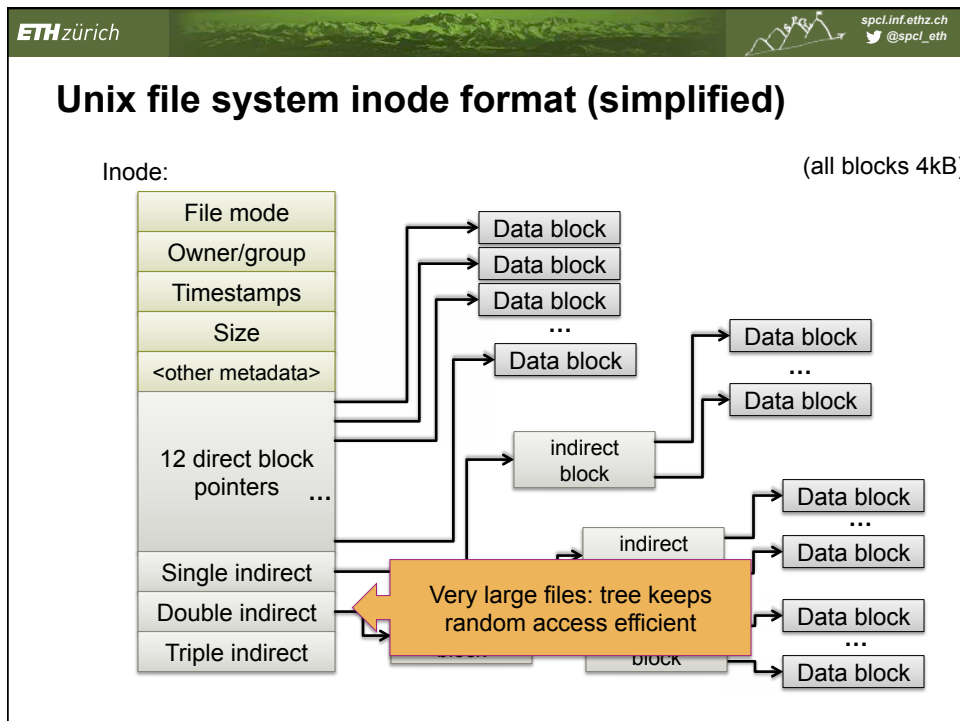 ETH zürich
spcl.inf.ethz.ch
@spcl_eth
Unix file system inode format (simplified)
Inode:
(all blocks 4kB)
File mode
Owner/group
Timestamps
Size
<other metadata>
12 direct block
pointers ...
Single indirect
Double indirect
Triple indirect
Data block
Data block
Data block
...
Data block
Data block
...
Data block
indirect
block
Data block
...
Data block
indirect
Very large files: tree keeps
random access efficient
block
block
Data block
...
Data block